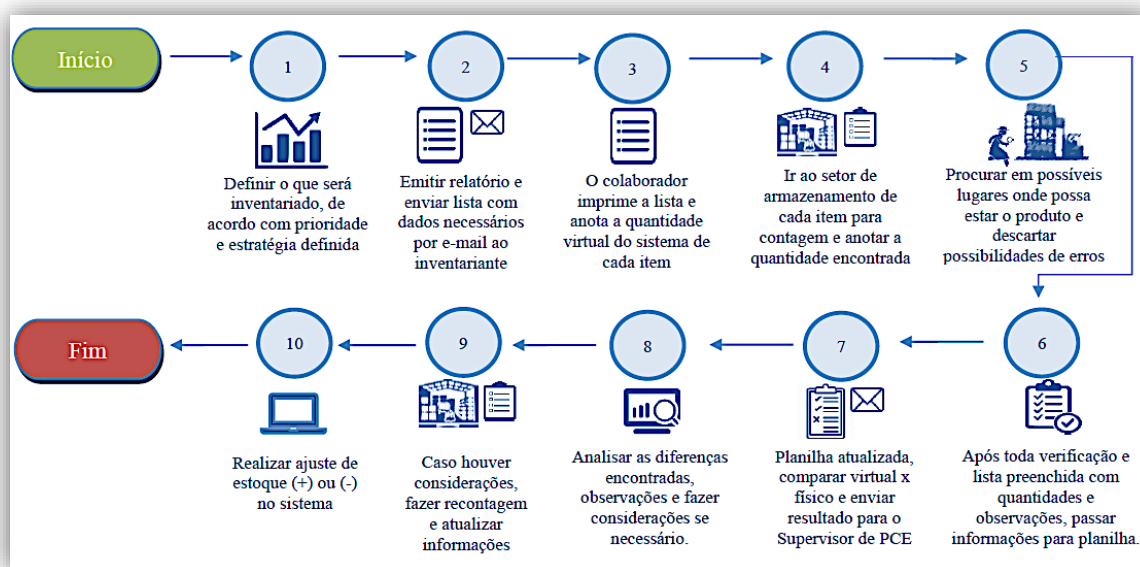 Início
1
Definir o que será
inventariado, de
acordo com prioridade
e estratégia definida
2
Emitir relatório e
enviar lista com
dados necessários
por e-mail ao
inventariante
3
O colaborador
imprime a lista e
anota a quantidade
virtual do sistema de
cada item
4
Ir ao setor de
armazenamento de
cada item para
contagem e anotar a
quantidade encontrada
5
Procurar em possíveis
lugares onde possa
estar o produto e
descartar
possibilidades de erros
6
Após toda verificação e
lista preenchida com
quantidades e
observações, passar
informações para planilha.
7
Planilha atualizada,
comparar virtual x
físico e enviar
resultado para o
Supervisor de PCE
8
Analisar as diferenças
encontradas,
observações e fazer
considerações se
necessário.
9
Caso houver
considerações,
fazer recontagem
e atualizar
informações
10
Realizar ajuste de
estoque (+) ou (-)
no sistema
Fim